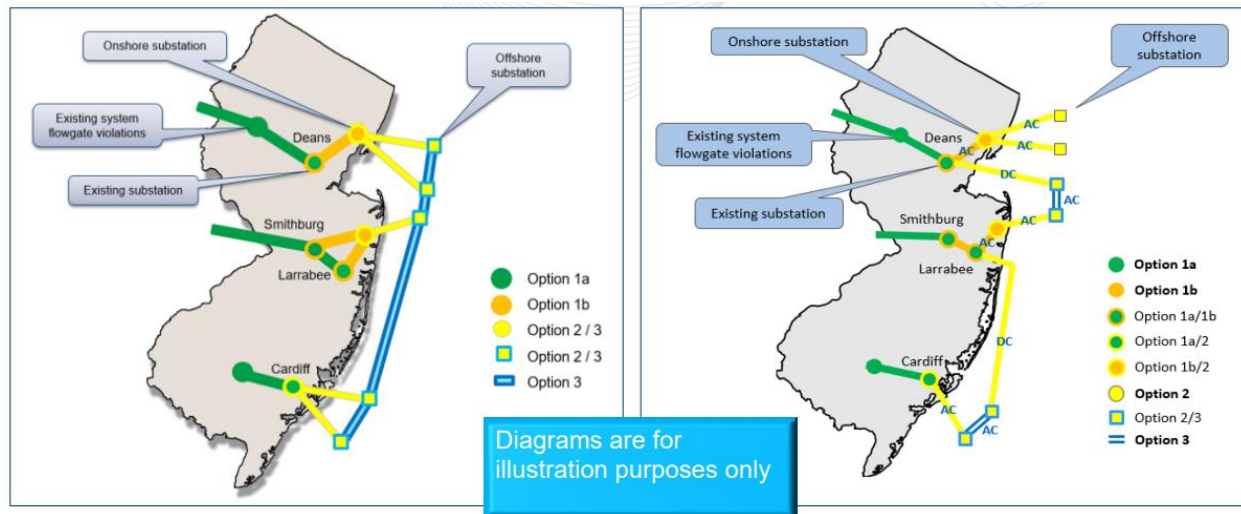 Onshore substation
Offshore
substation
Existing system
flowgate violations
Deans
Existing substation
Smithburg
Larrabee
Cardiff
Option 1a
Option 1b
Option 2 / 3
Option 2 / 3
Option 3
Onshore substation
Offshore
substation
Existing system
flowgate violations
Deans
AC
AC
AC
DC
Existing substation
AC
Smithburg
AC
AC
Larrabee
DC
Cardiff
AC
AC
Option 1a
Option 1b
Option 1a/1b
Option 1a/2
Option 1b/2
Option 2
Option 2/3
Option 3
Diagrams are for
illustration purposes only